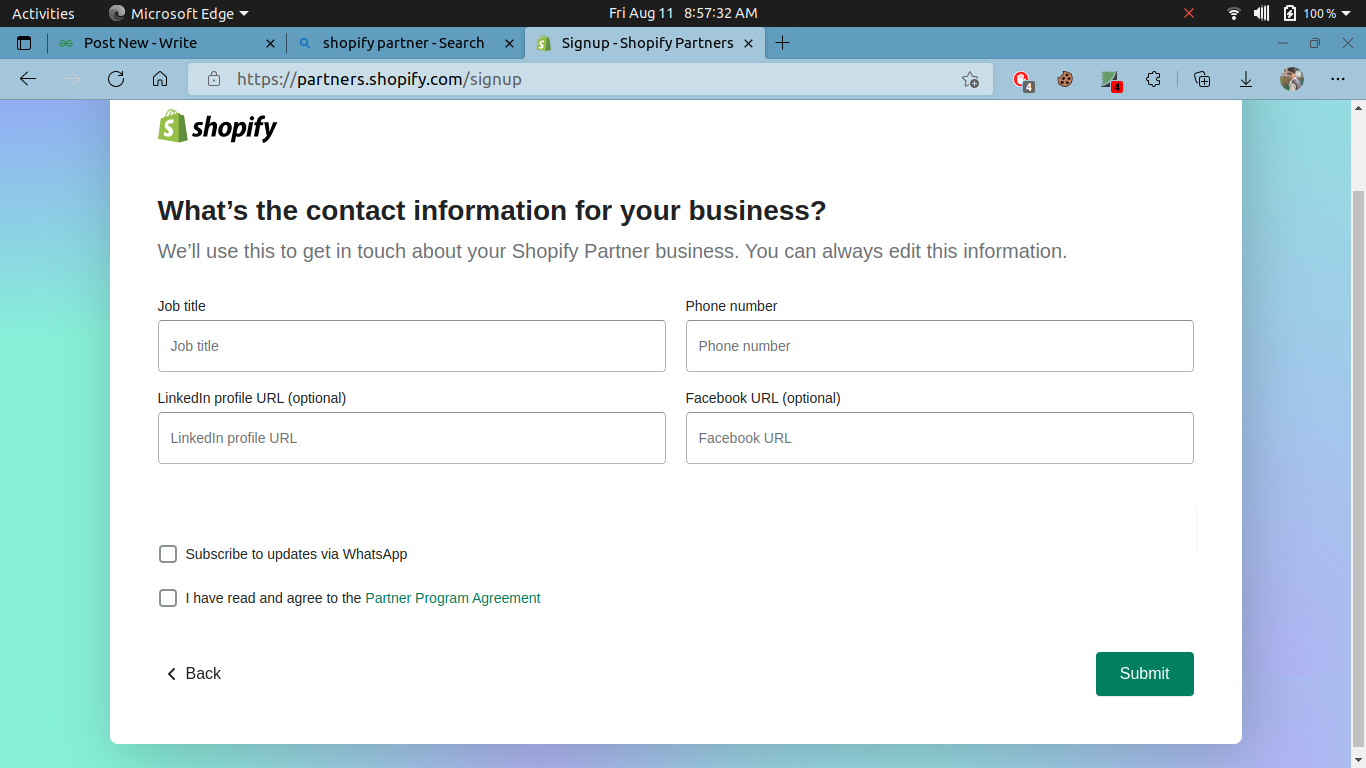 Activities Microsoft Edge Fri Aug 11 8:57:32 AM 100 %
Post New - Write shopify partner - Search Signup - Shopify Partners
https://partners.shopify.com/signup 4 4
shopify
What’s the contact information for your business?
We’ll use this to get in touch about your Shopify Partner business. You can always edit this information.
Job title Phone number
Job title Phone number
LinkedIn profile URL (optional) Facebook URL (optional)
LinkedIn profile URL Facebook URL
Subscribe to updates via WhatsApp
I have read and agree to the Partner Program Agreement
Back Submit